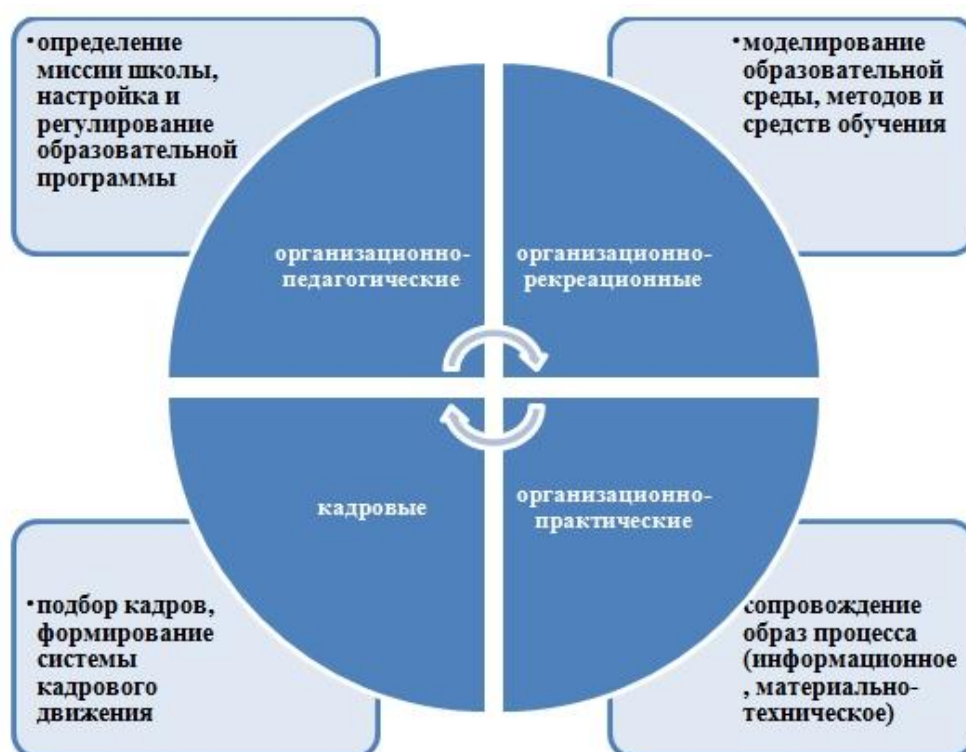 •определение
миссии школы,
настройка и
регулирование
образовательной
программы
•моделирование
образовательной
среды, методов и
средств обучения
организационно-
педагогические
организационно-
рекреационные
кадровые
организационно-
практические
•подбор кадров,
формирование
системы
кадрового
движения
сопровождение
образ процесса
(информационное
, материально-
техническое)